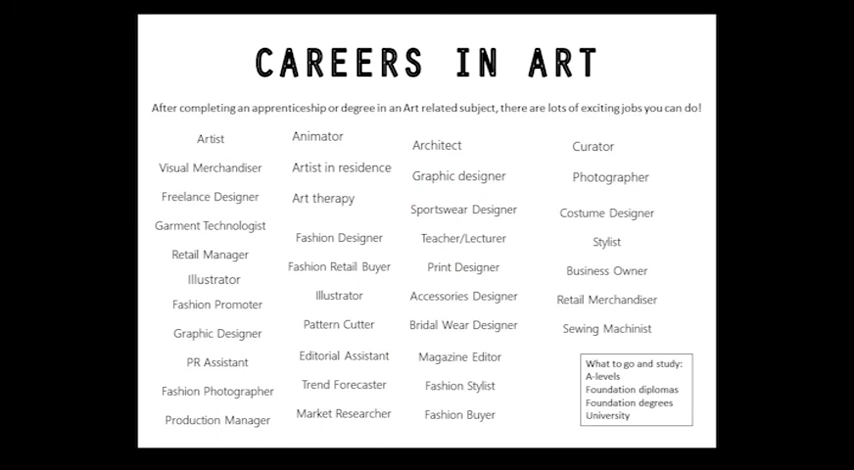 CAREERS IN ART
After completing an apprenticeship or degree in an Art related subject, there are lots of exciting jobs you can do!
Artist
Visual Merchandiser
Freelance Designer
Garment Technologist
Retail Manager
Illustrator
Fashion Promoter
Graphic Designer
PR Assistant
Fashion Photographer
Production Manager
Animator
Artist in residence
Art therapy
Fashion Designer
Fashion Retail Buyer
Illustrator
Pattern Cutter
Editorial Assistant
Trend Forecaster
Market Researcher
Architect
Graphic designer
Sportswear Designer
Teacher/Lecturer
Print Designer
Accessories Designer
Bridal Wear Designer
Magazine Editor
Fashion Stylist
Fashion Buyer
Curator
Photographer
Costume Designer
Stylist
Business Owner
Retail Merchandiser
Sewing Machinist
What to go and study:
A-levels
Foundation diplomas
Foundation degrees
University